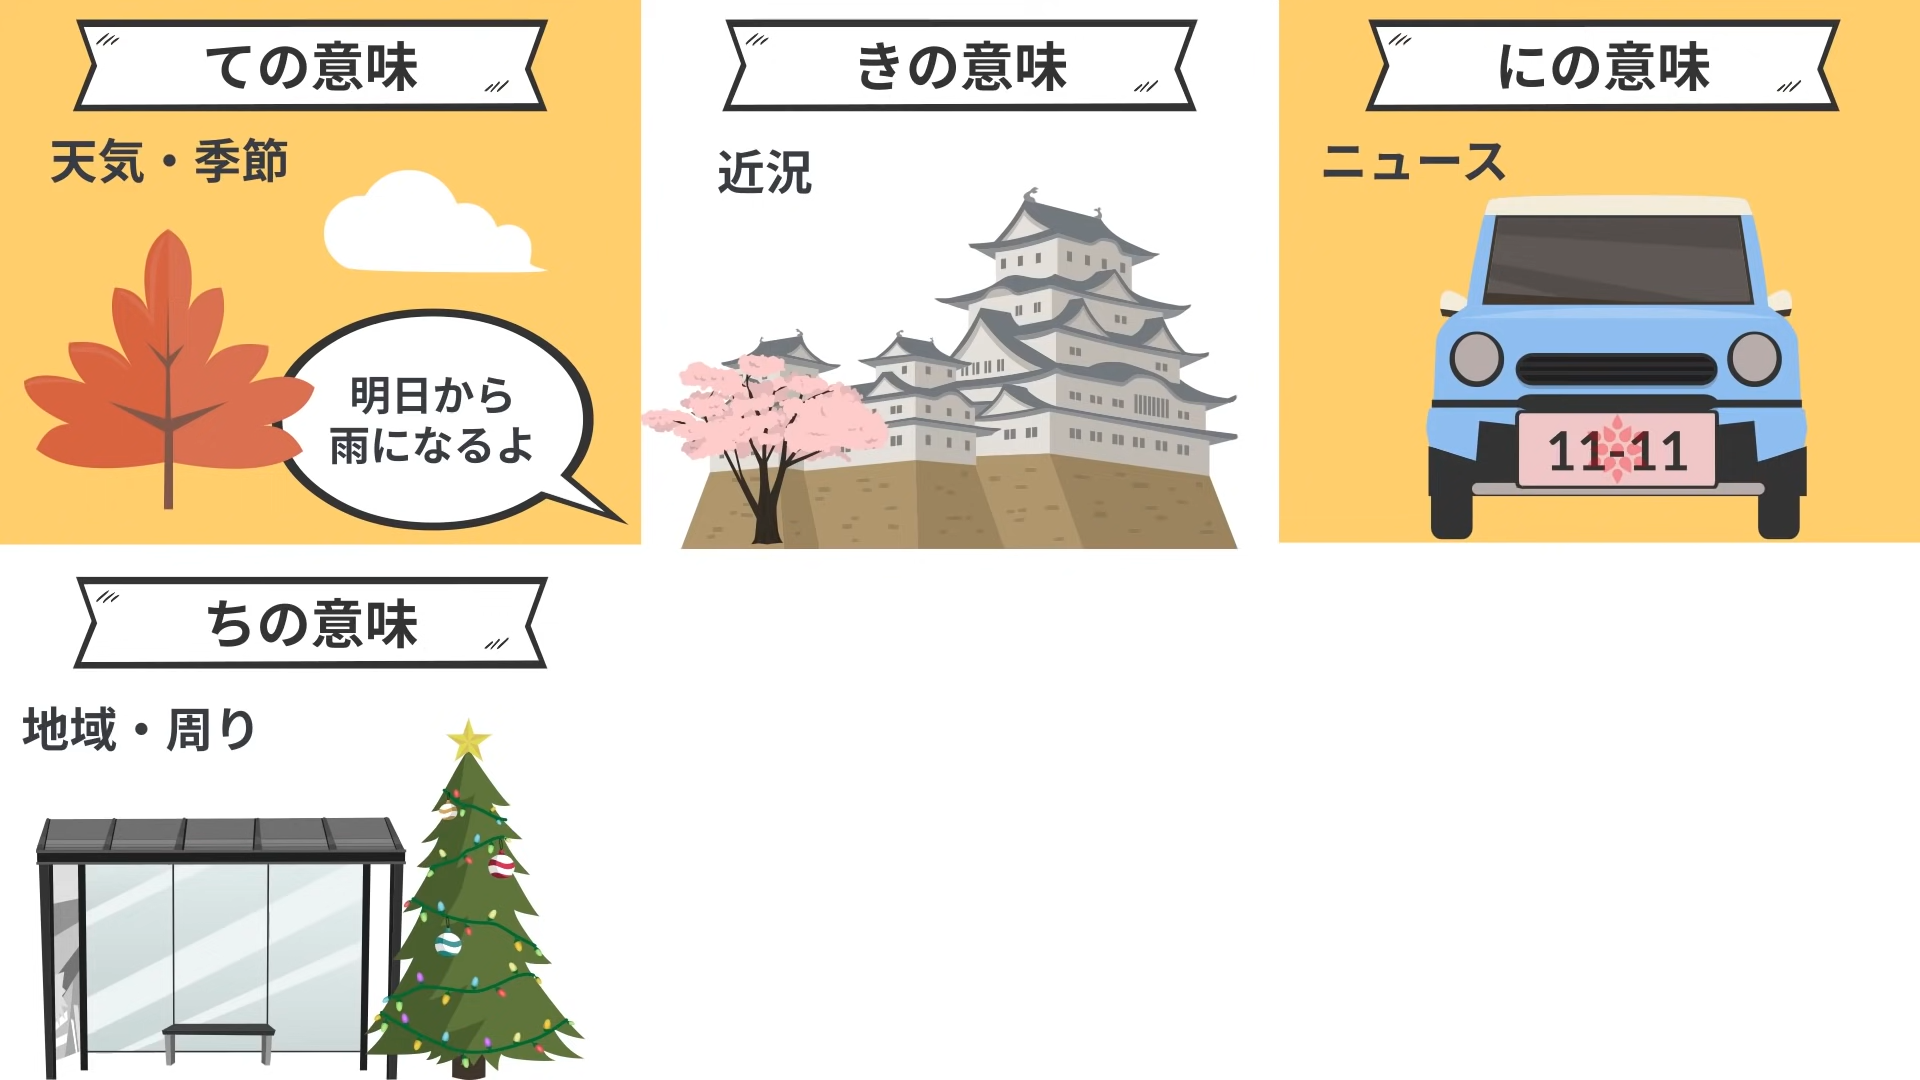 ての意味
天気・季節
明日から
雨になるよ
きの意味
近況
にの意味
ニュース
11-11
ちの意味
地域・周り